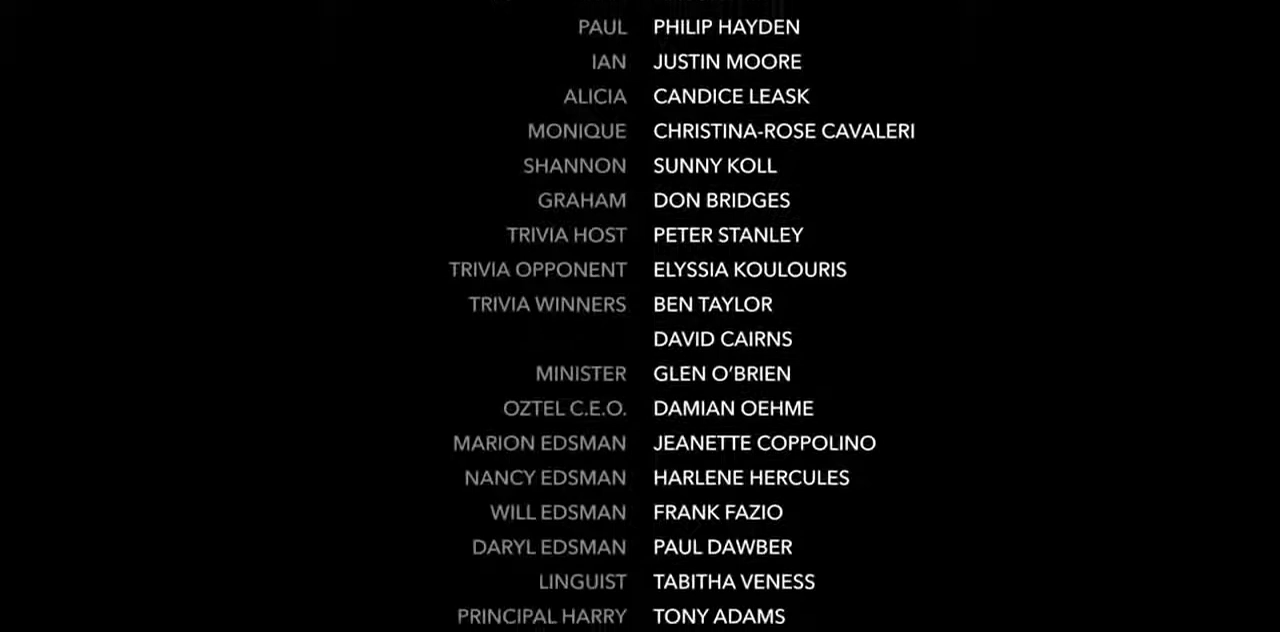 PAUL PHILIP HAYDEN
IAN JUSTIN MOORE
ALICIA CANDICE LEASK
MONIQUE CHRISTINA-ROSE CAVALERI
SHANNON SUNNY KOLL
GRAHAM DON BRIDGES
TRIVIA HOST PETER STANLEY
TRIVIA OPPONENT ELYSSIA KOULOURIS
TRIVIA WINNERS BEN TAYLOR
DAVID CAIRNS
MINISTER GLEN O’BRIEN
OZTEL C.E.O. DAMIAN OEHME
MARION EDSMAN JEANETTE COPPOLINO
NANCY EDSMAN HARLENE HERCULES
WILL EDSMAN FRANK FAZIO
DARYL EDSMAN PAUL DAWBER
LINGUIST TABITHA VENESS
PRINCIPAL HARRY TONY ADAMS